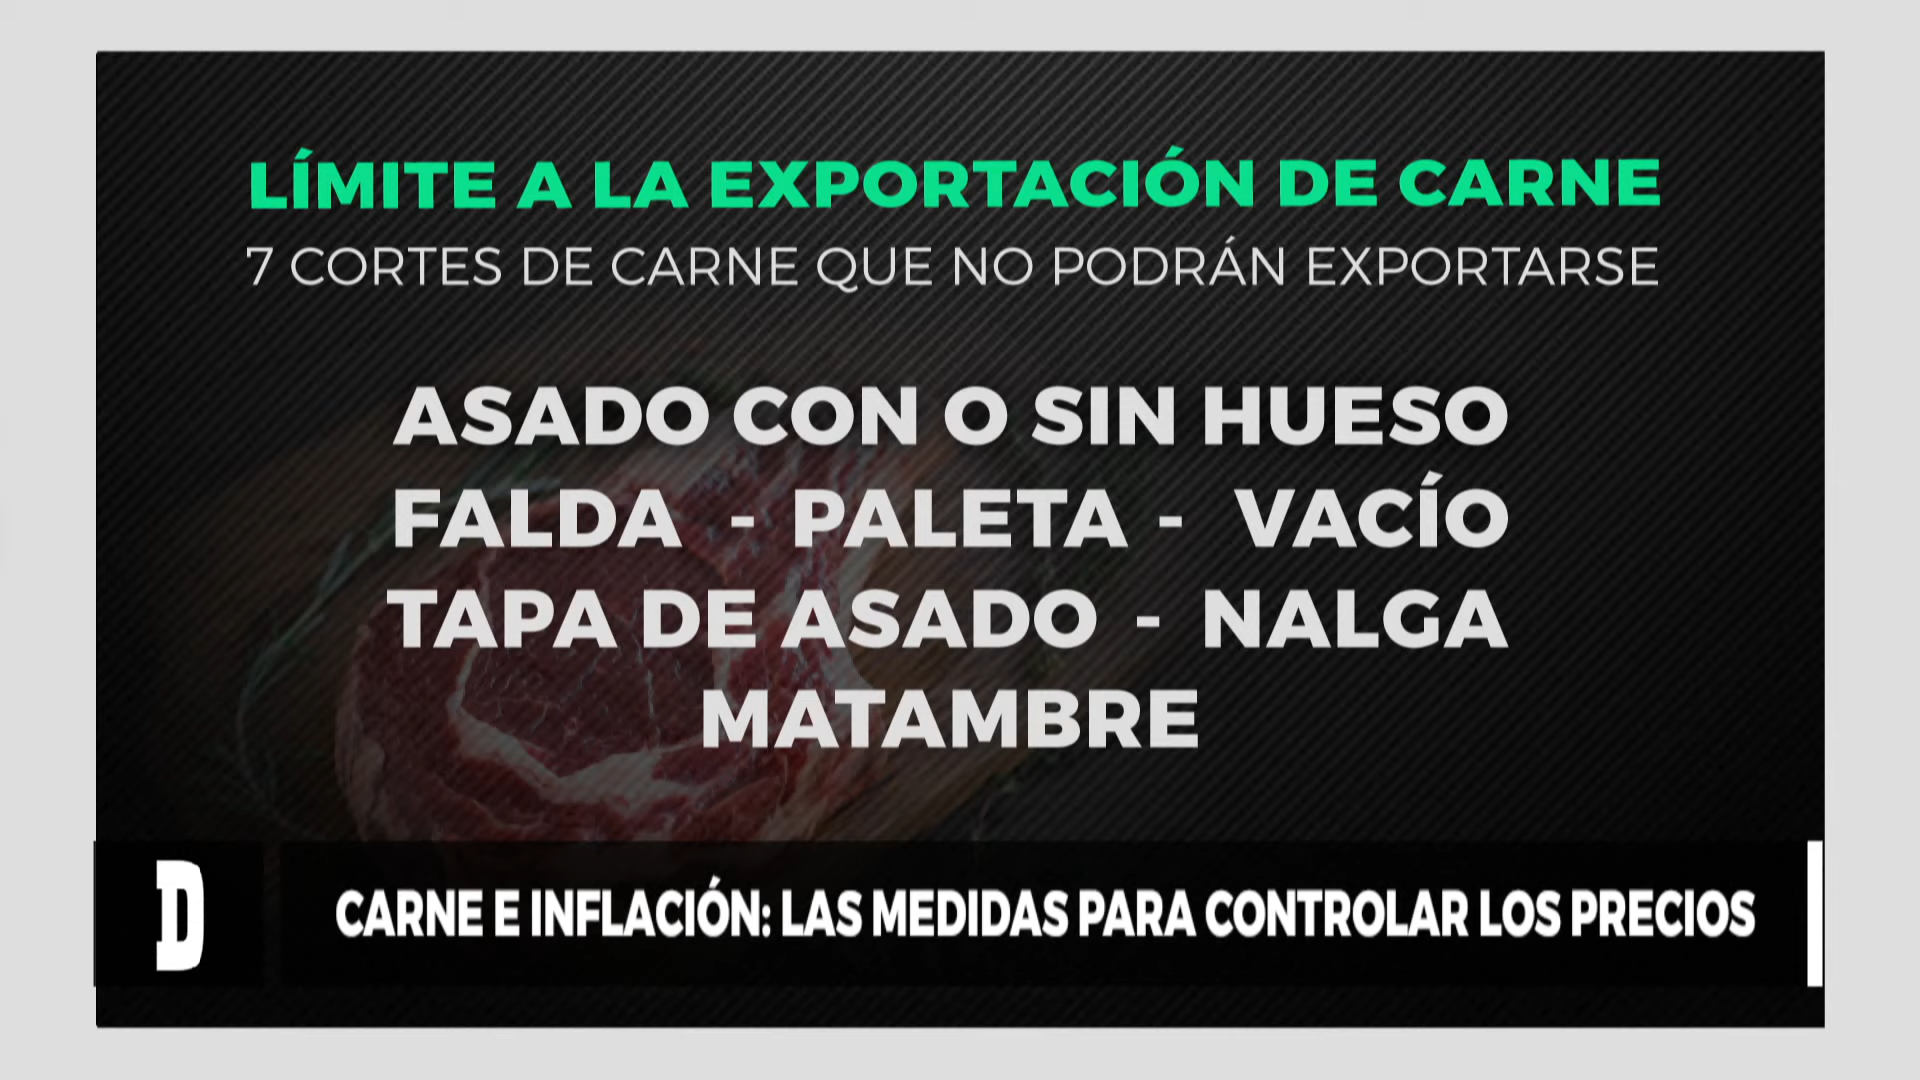 LÍMITE A LA EXPORTACIÓN DE CARNE
7 CORTES DE CARNE QUE NO PODRÁN EXPORTARSE
ASADO CON O SIN HUESO
FALDA - PALETA - VACÍO
TAPA DE ASADO - NALGA
MATAMBRE
D CARNE E INFLACIÓN: LAS MEDIDAS PARA CONTROLAR LOS PRECIOS